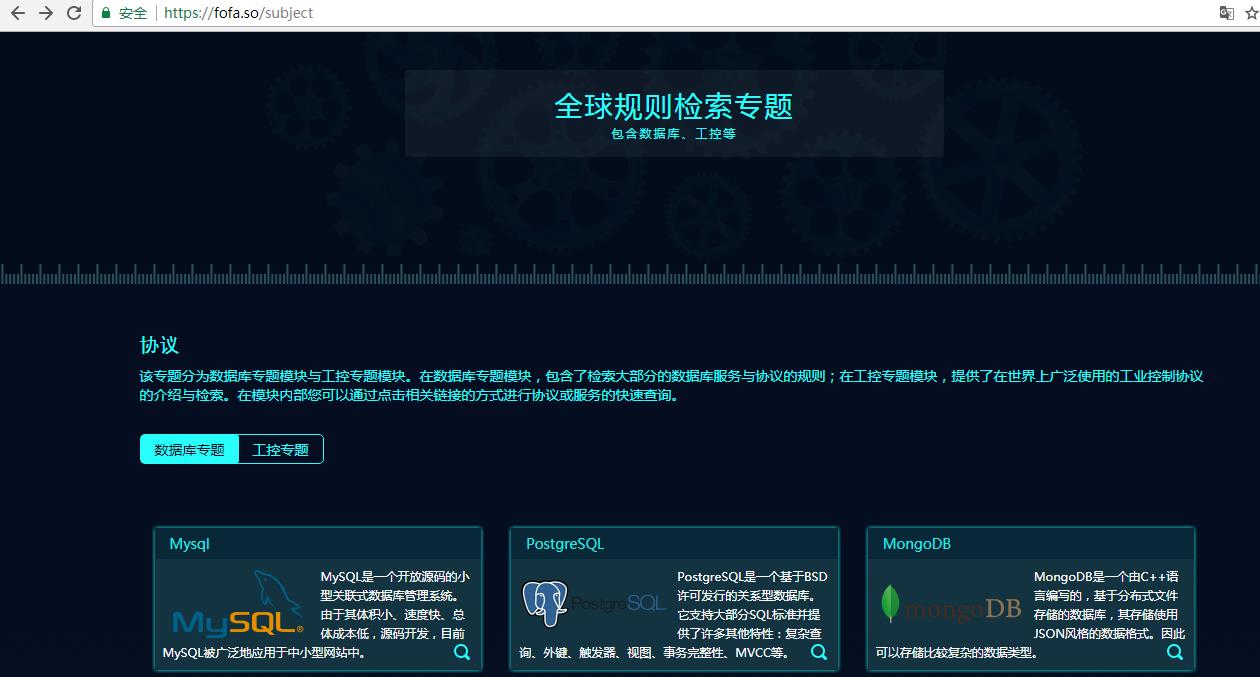 安全 https://fofa.so/subject
全球规则检索专题
包含数据库、工控等
协议
该专题分为数据库专题模块与工控专题模块。在数据库专题模块，包含了检索大部分的数据库服务与协议的规则；在工控专题模块，提供了在世界上广泛使用的工业控制协议
的介绍与检索。在模块内部您可以通过点击相关链接的方式进行协议或服务的快速查询。
数据库专题 工控专题
Mysql
MySQL®
MySQL是一个开放源码的小
型关联式数据库管理系统。
由于其体积小、速度快、总
体成本低，源码开发，目前
MySQL被广泛地应用于中小型网站中。
PostgreSQL
PostgreSQL
PostgreSQL是一个基于BSD
许可发行的关系型数据库。
它支持大部分SQL标准并提
供了许多其他特性：复杂查
询、外键、触发器、视图、事务完整性、MVCC等。
MongoDB
mongoDB
MongoDB是一个由C++语
言编写的，基于分布式文件
存储的数据库，其存储使用
JSON风格的数据格式。因此
可以存储比较复杂的数据类型。